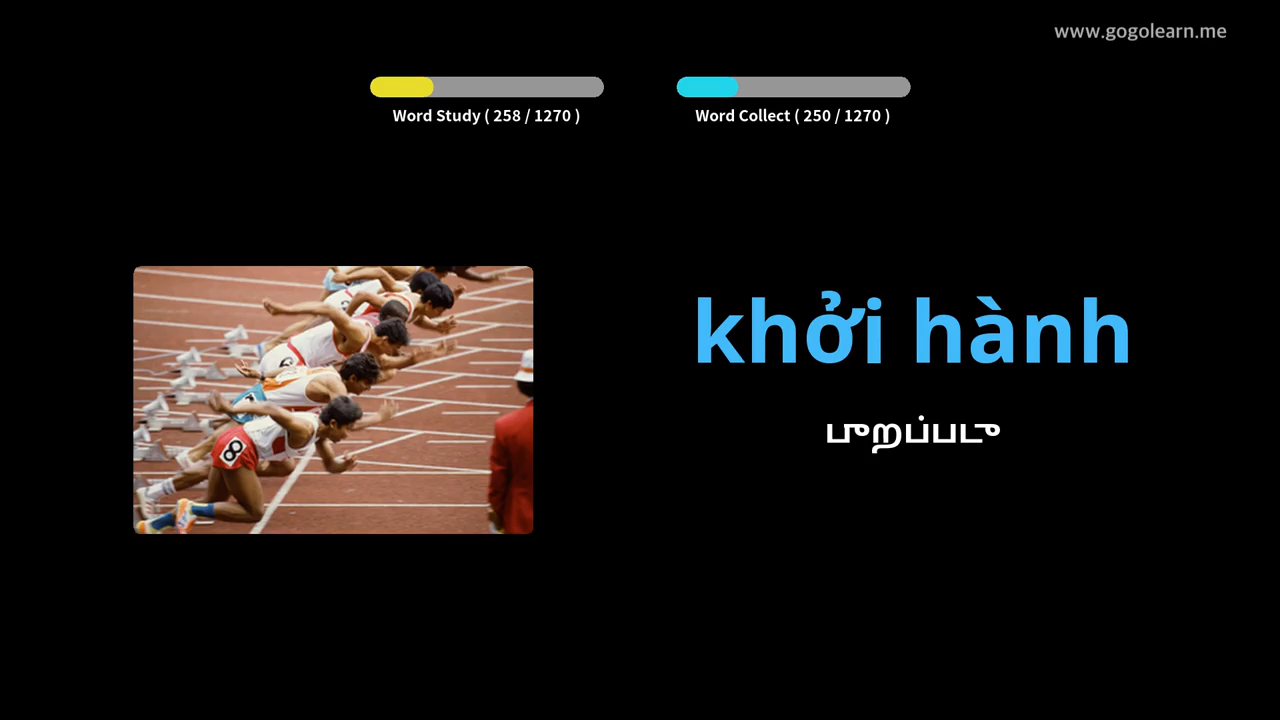 www.gogolearn.me
Word Study ( 258 / 1270 )
Word Collect ( 250 / 1270 )
8
khởi hành
புறப்படு